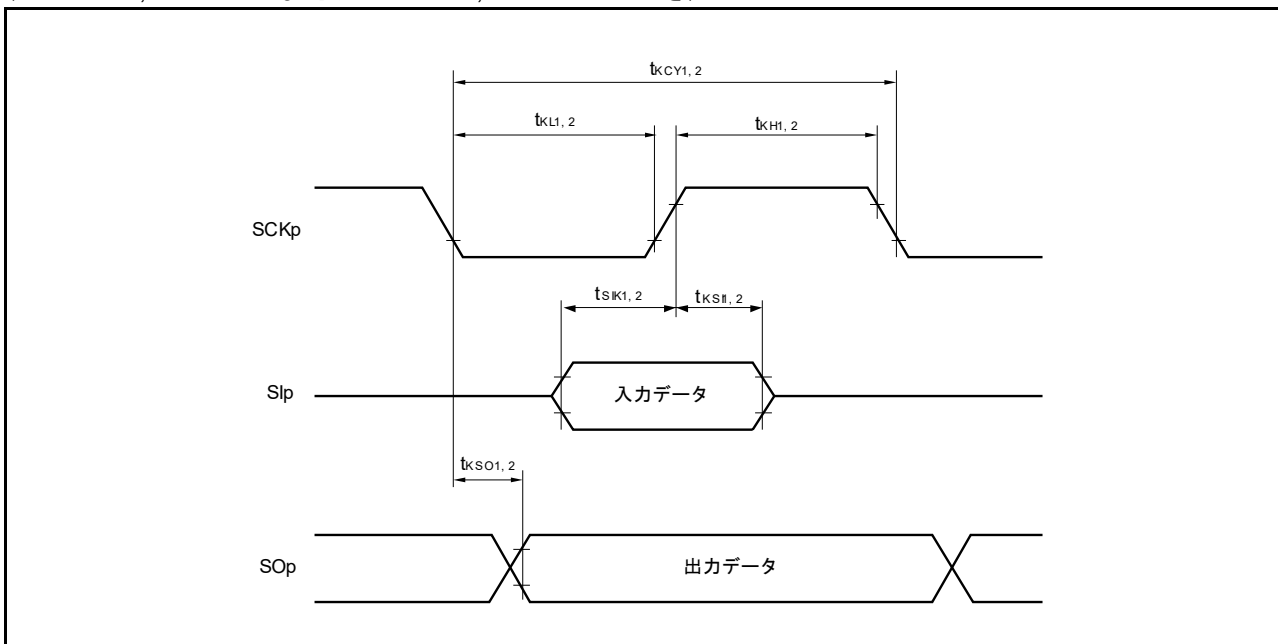 tKCY1, 2
tKL1, 2
tKH1, 2
SCKp
tSIK1, 2
tKSI1, 2
SIp
入力データ
tKSO1, 2
SOp
出力データ